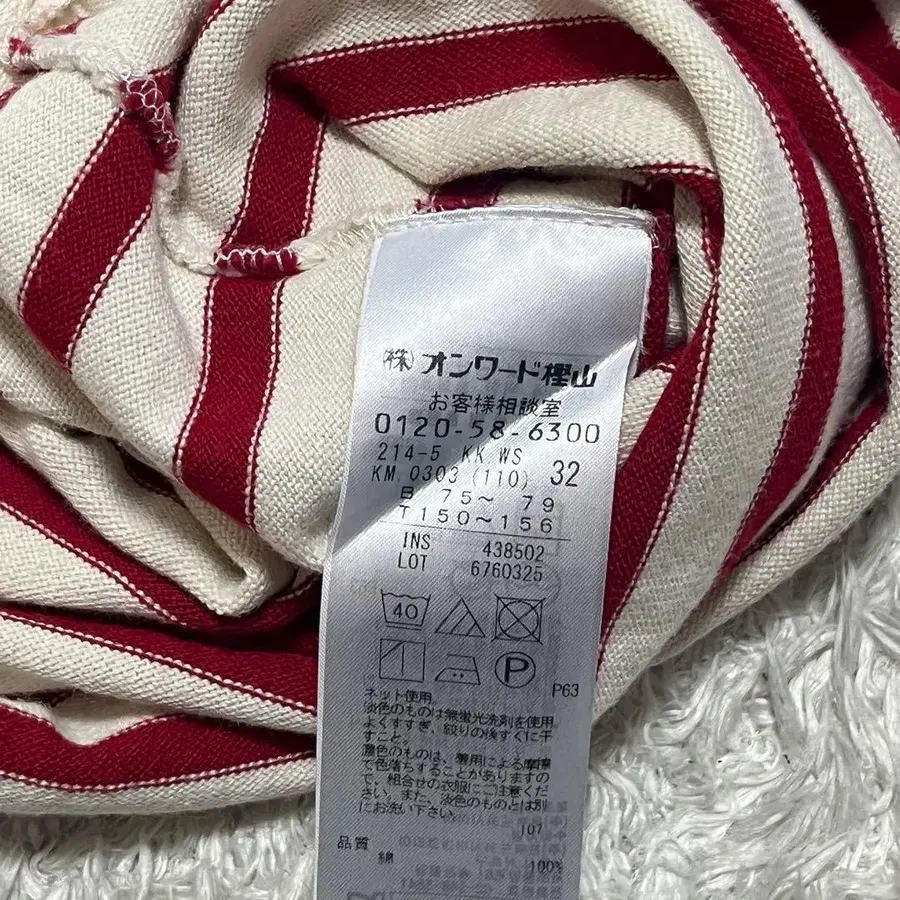 (株)オンワード樫山
お客様相談室
0120-58-6300
214-5 KK WS
KM 0303 (110) 32
B 75～ 79
T150～156
INS 438502
LOT 6760325
40
P
P63
ネット使用。
淡色のものは無蛍光洗剤を使用
よくすすぎ、絞りの後すぐに干
すこと。
濃色のものは、着用による摩擦
で色落ちすることがありますの
で、組合せの衣服にご注意くだ
さい。また、淡色のものとは別
にお洗い下さい。
107
品質
綿 100%